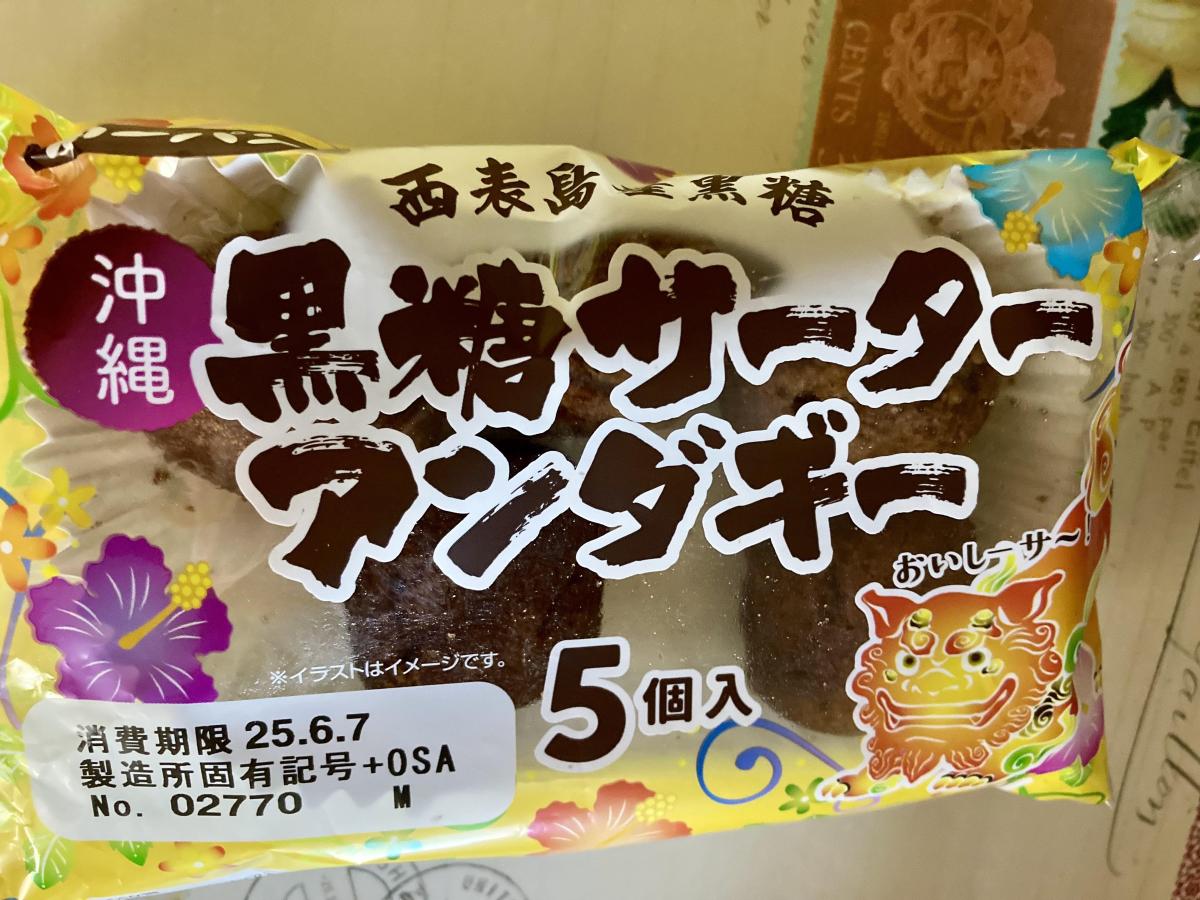 CENTS
西表島産黒糖
沖縄
黒糖サーター
アンダギー
おいしーサ〜!
※イラストはイメージです。
5個入
消費期限 25.6.7
製造所固有記号+OSA
No. 02770 M